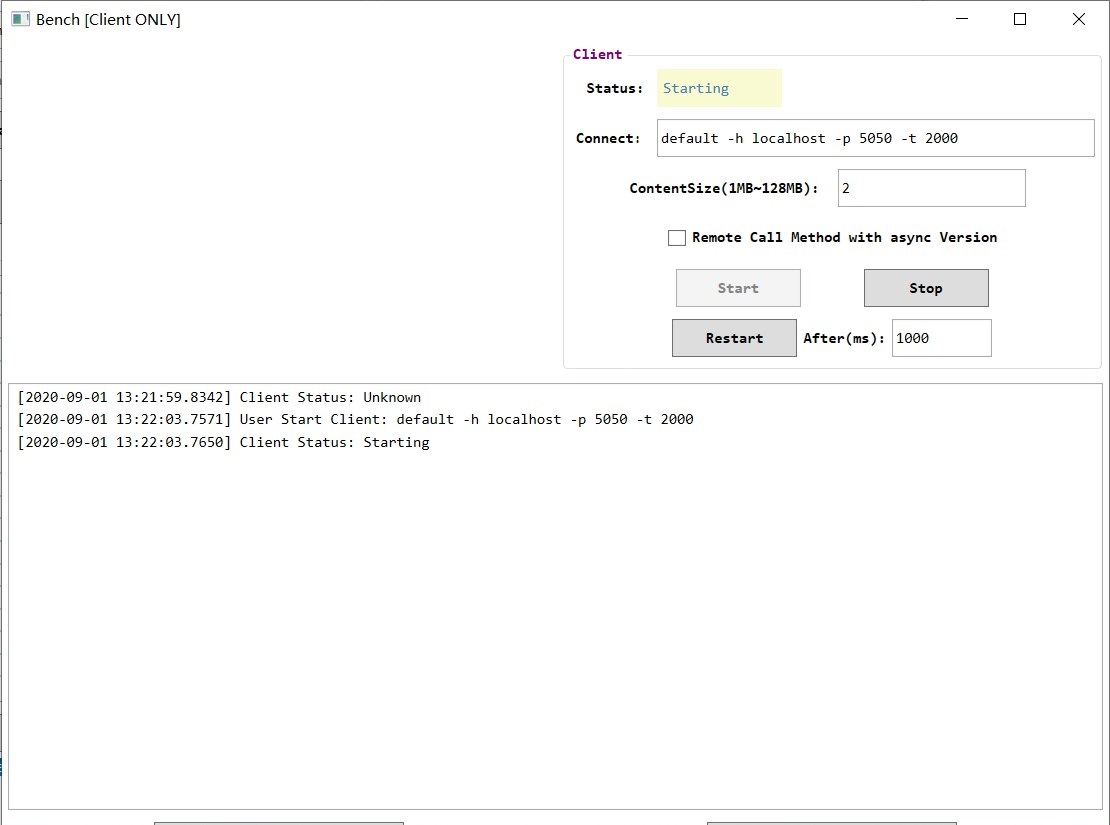 Bench [Client ONLY]
Client
Status: Starting
Connect: default -h localhost -p 5050 -t 2000
ContentSize(1MB~128MB): 2
Remote Call Method with async Version
Start Stop
Restart After(ms): 1000
[2020-09-01 13:21:59.8342] Client Status: Unknown
[2020-09-01 13:22:03.7571] User Start Client: default -h localhost -p 5050 -t 2000
[2020-09-01 13:22:03.7650] Client Status: Starting